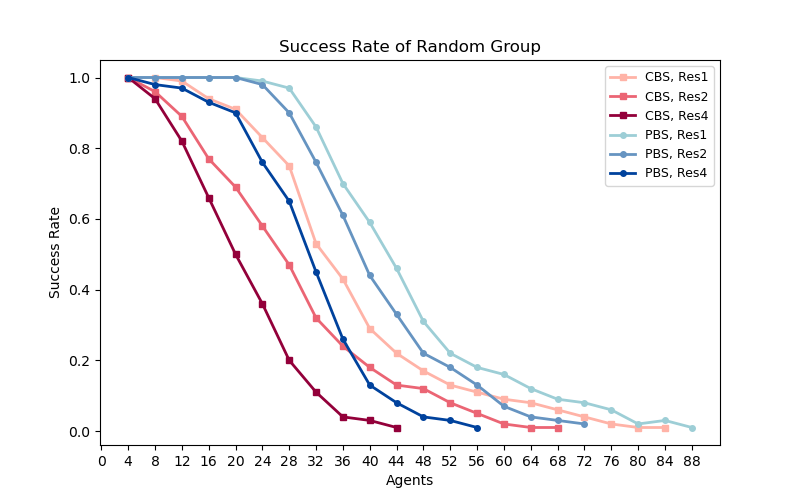 Success Rate of Random Group
CBS, Res1
CBS, Res2
CBS, Res4
PBS, Res1
PBS, Res2
PBS, Res4
Success Rate
1.0
0.8
0.6
0.4
0.2
0.0
0 4 8 12 16 20 24 28 32 36 40 44 48 52 56 60 64 68 72 76 80 84 88
Agents